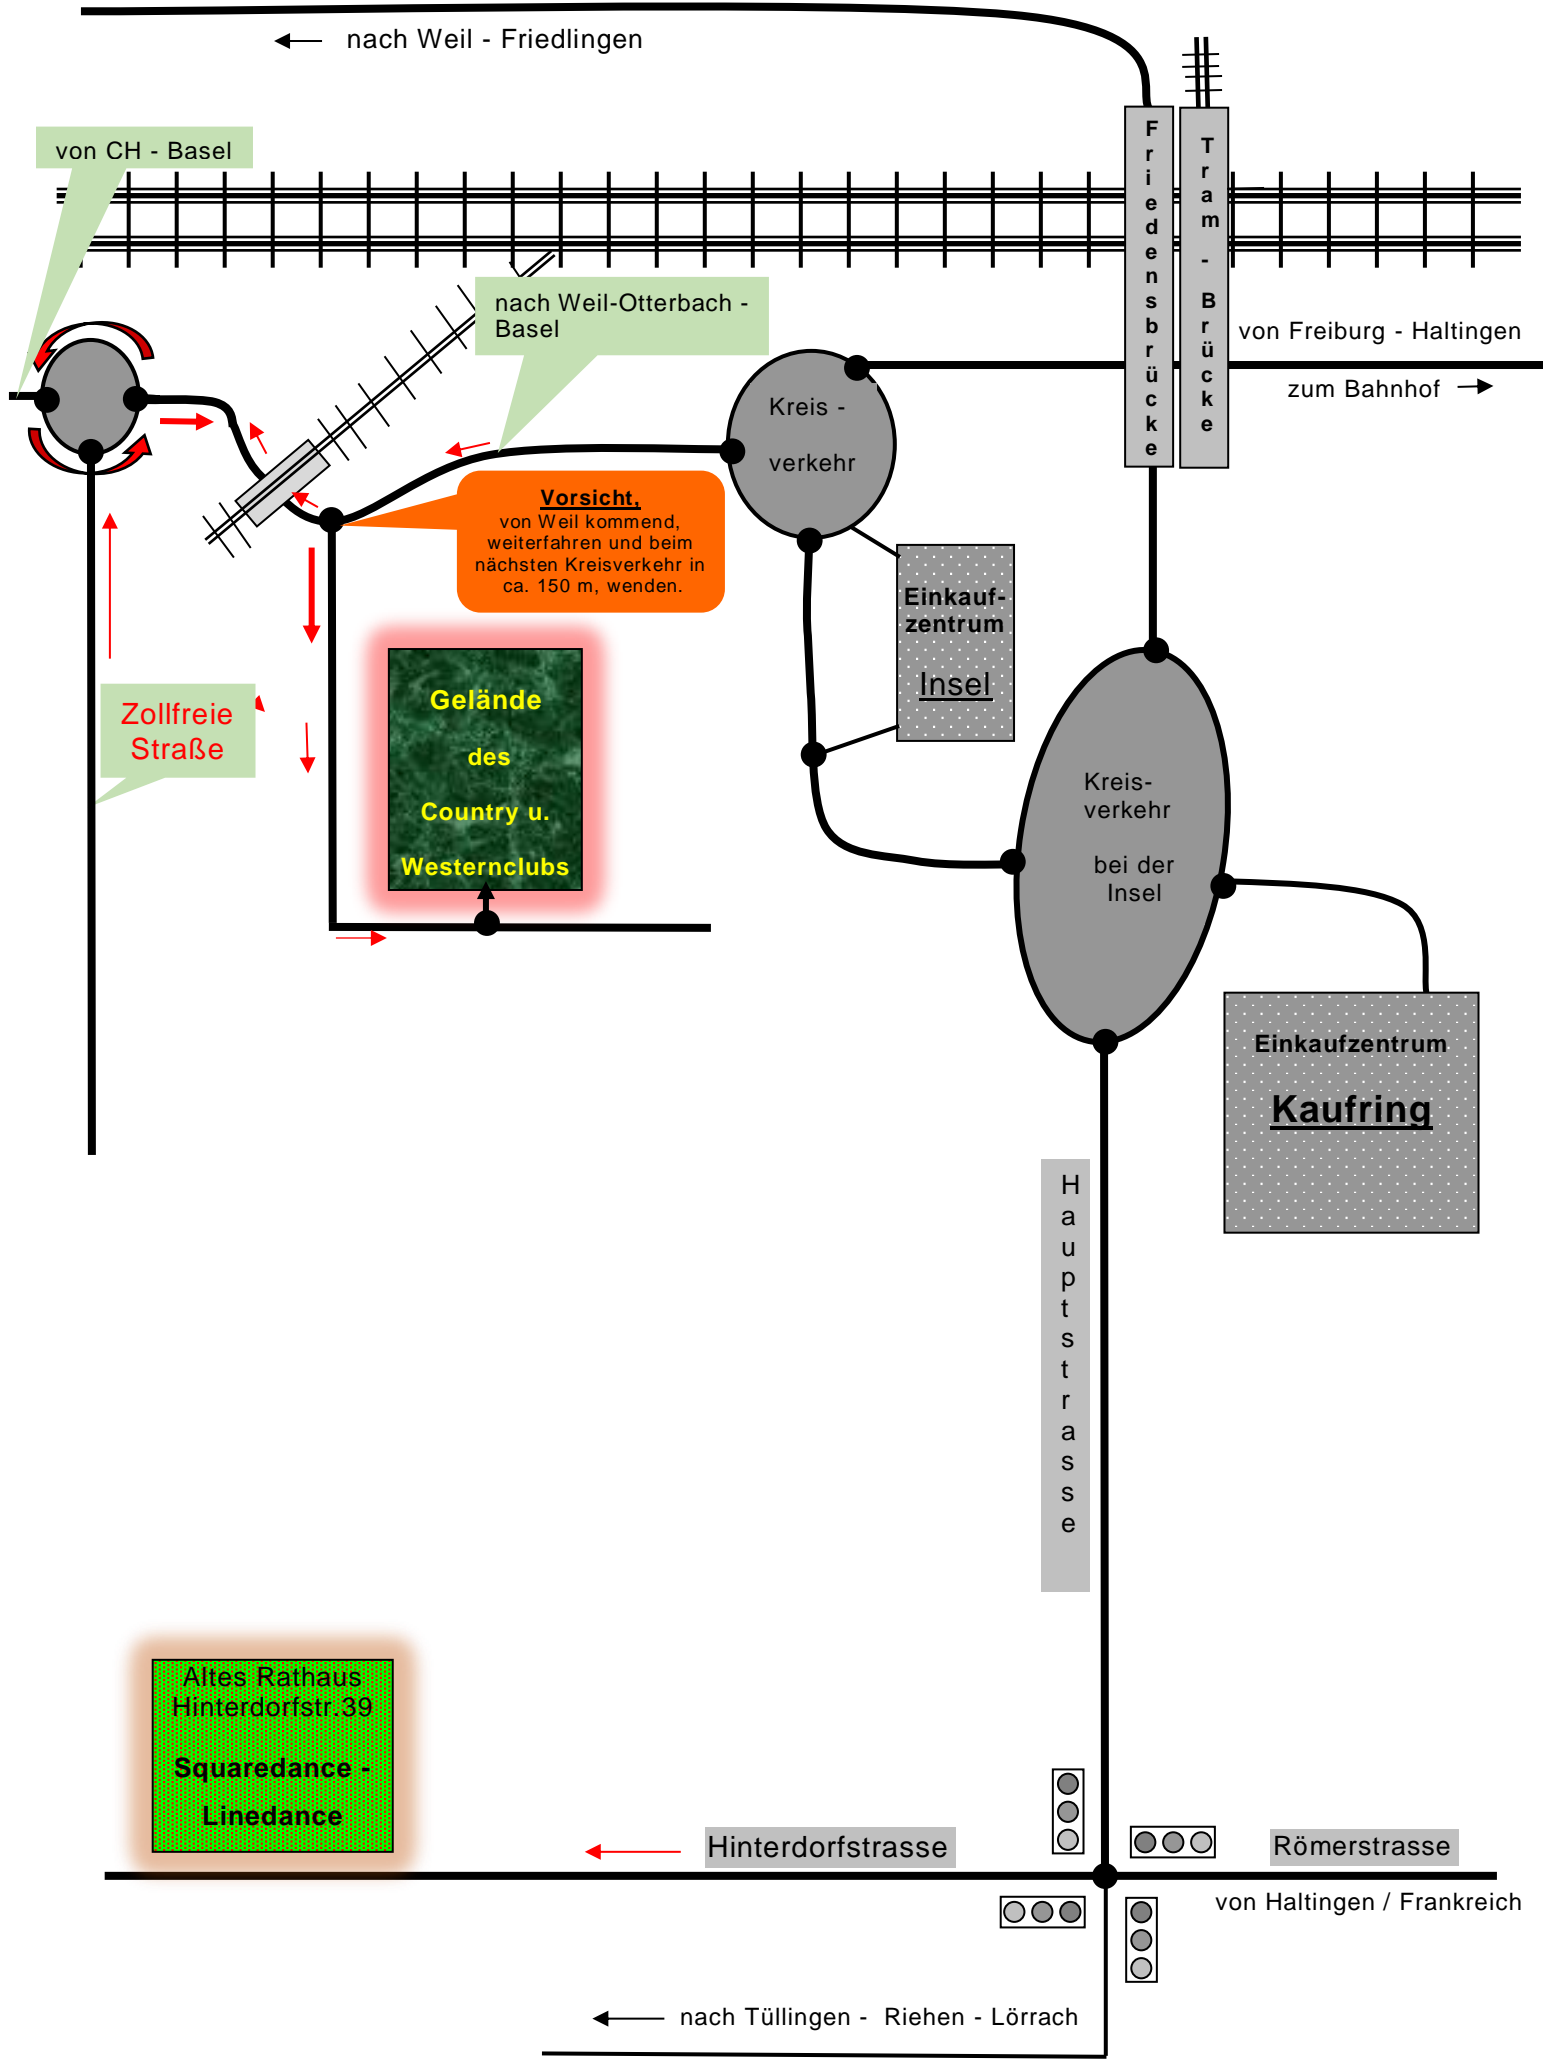 nach Weil - Friedlingen
von CH - Basel
Friedensbrücke
Tram - Brücke
nach Weil-Otterbach -
Basel
von Freiburg - Haltingen
zum Bahnhof
Kreis -
verkehr
Vorsicht,
von Weil kommend,
weiterfahren und beim
nächsten Kreisverkehr in
ca. 150 m, wenden.
Einkauf-
zentrum
Insel
Zollfreie
Straße
Gelände
des
Country u.
Westernclubs
Kreis-
verkehr
bei der
Insel
Einkaufzentrum
Kaufring
Hauptstrasse
Altes Rathaus
Hinterdorfstr.39
Squaredance -
Linedance
Hinterdorfstrasse
Römerstrasse
von Haltingen / Frankreich
nach Tüllingen - Riehen - Lörrach